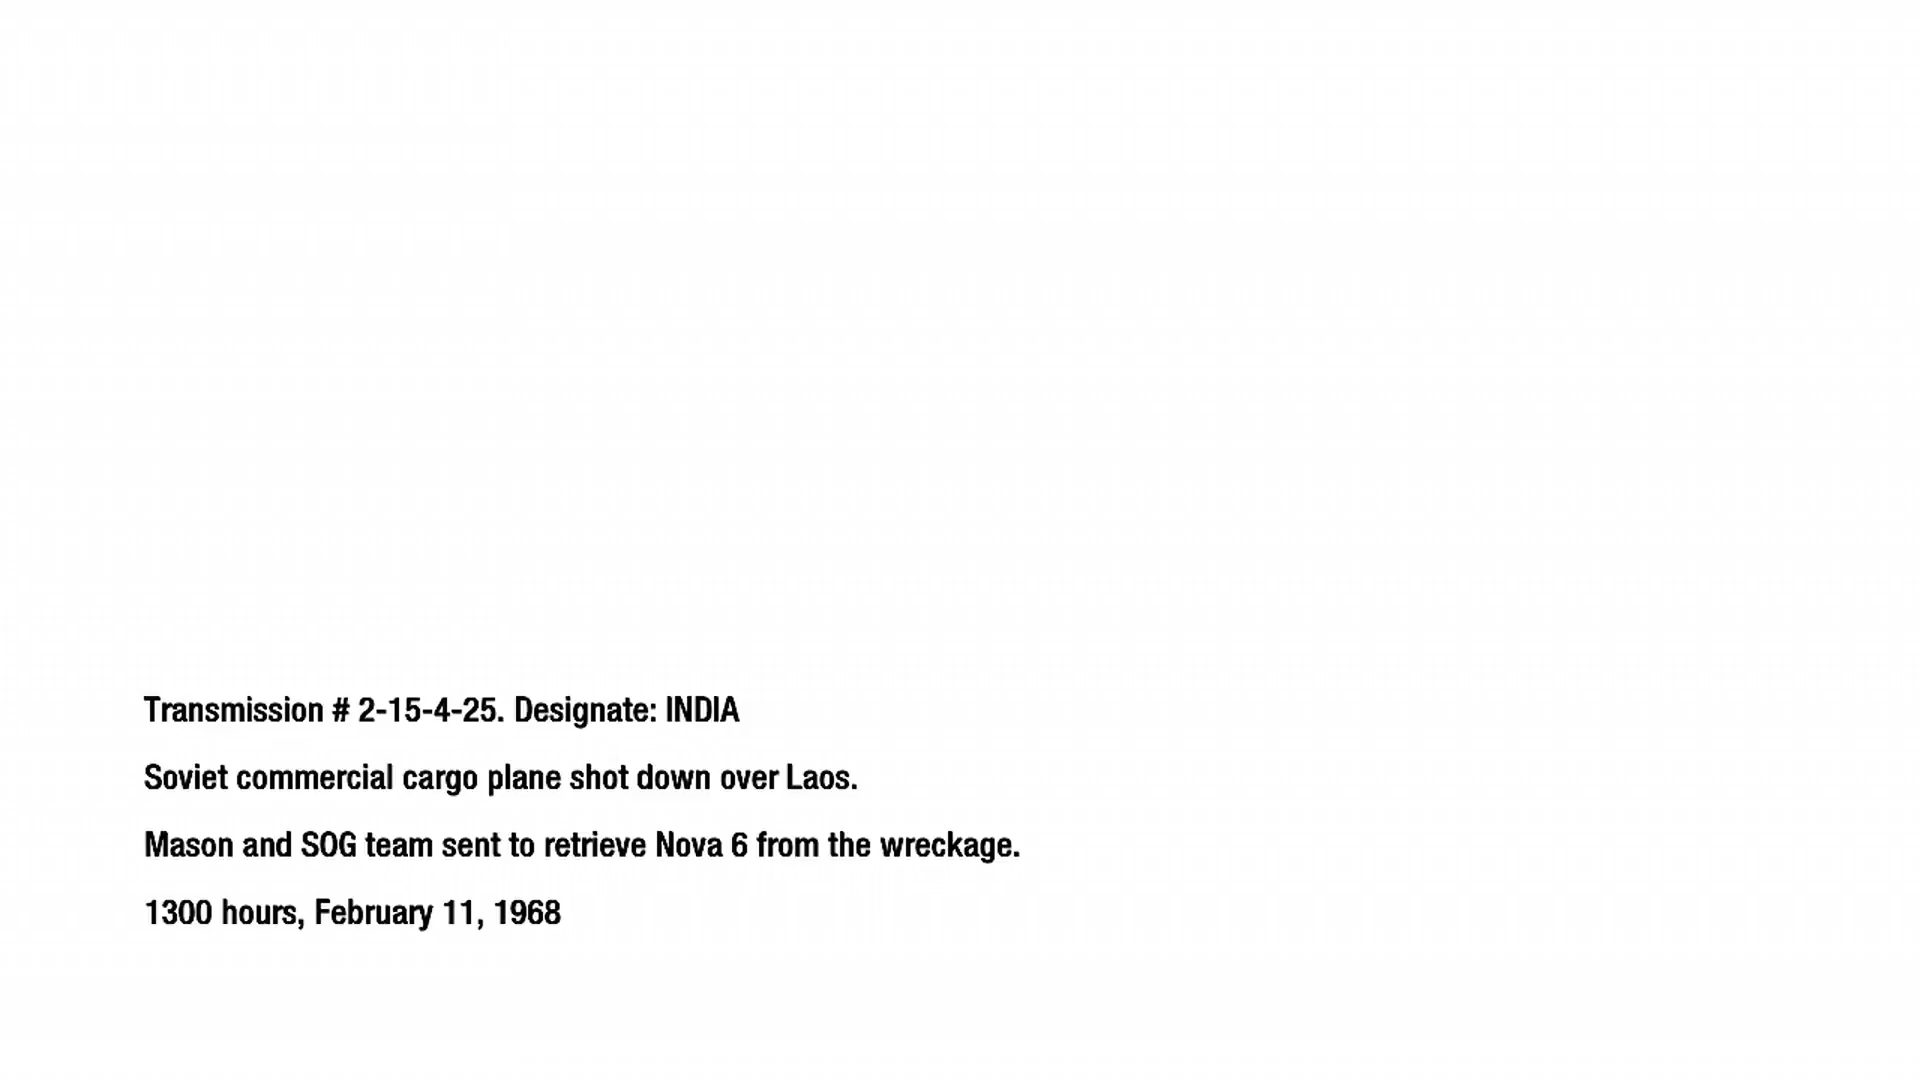 Transmission # 2-15-4-25. Designate: INDIA
Soviet commercial cargo plane shot down over Laos.
Mason and SOG team sent to retrieve Nova 6 from the wreckage.
1300 hours, February 11, 1968